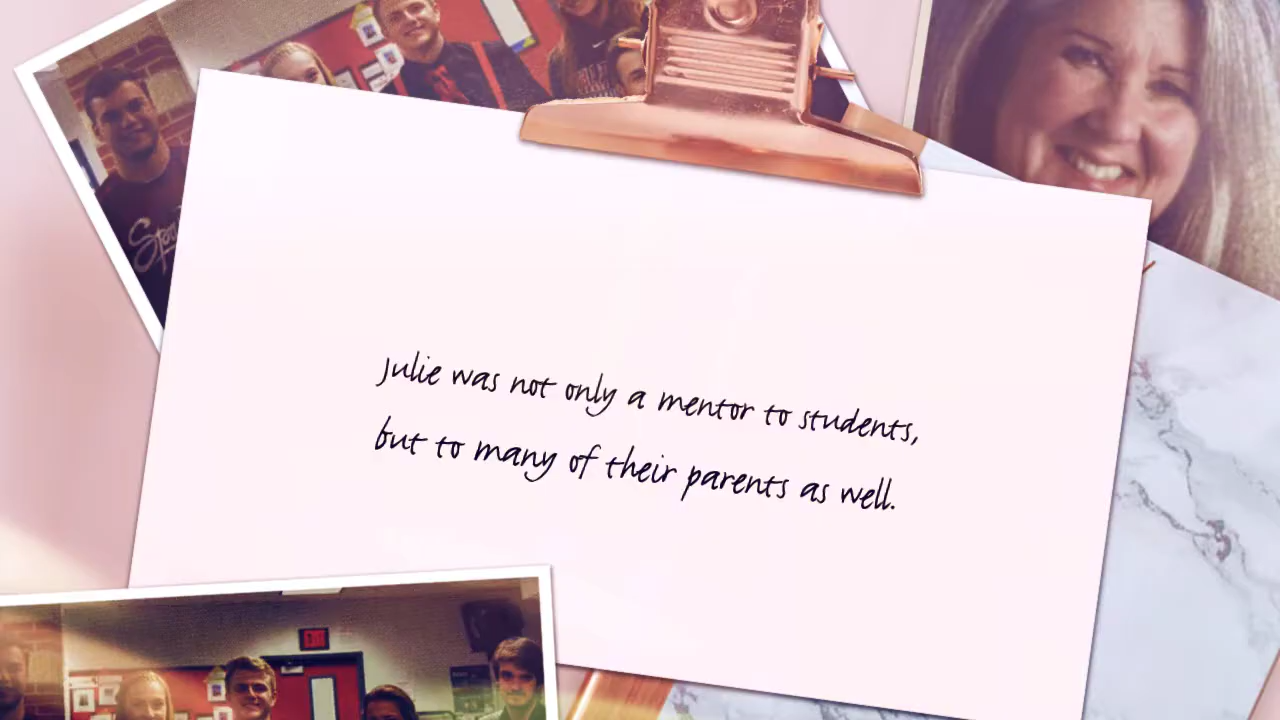 Julie was not only a mentor to students,
but to many of their parents as well.